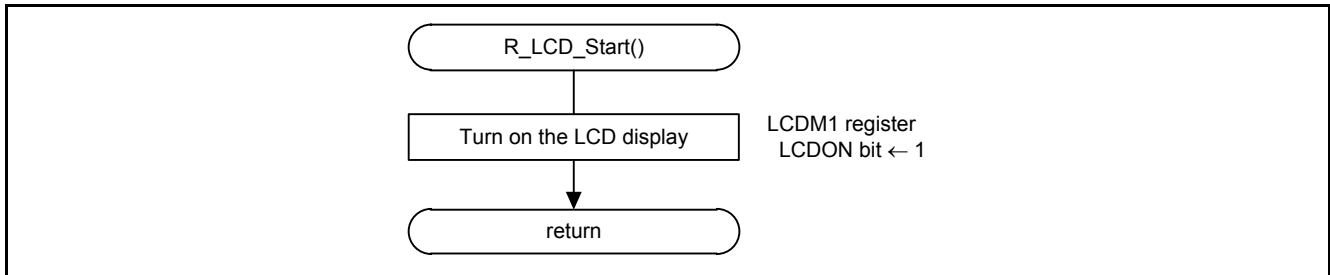 R_LCD_Start()
Turn on the LCD display
LCDM1 register
LCDON bit ← 1
return